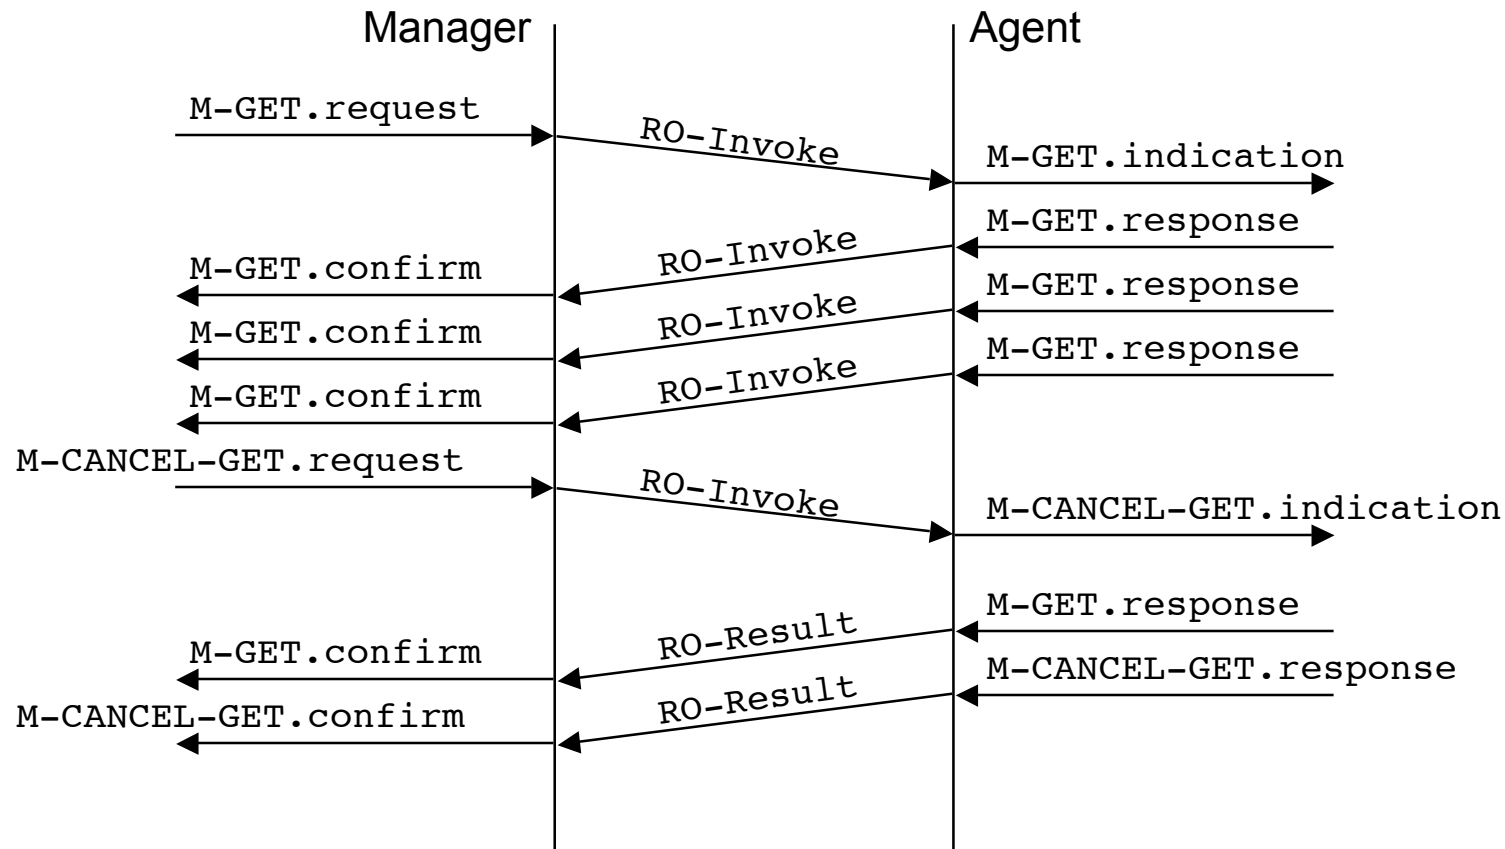 Manager
Agent
M-GET.request
RO-Invoke
M-GET.indication
M-GET.response
RO-Invoke
M-GET.confirm
M-GET.response
RO-Invoke
M-GET.confirm
M-GET.response
RO-Invoke
M-GET.confirm
M-CANCEL-GET.request
RO-Invoke
M-CANCEL-GET.indication
M-GET.response
RO-Result
M-GET.confirm
M-CANCEL-GET.response
RO-Result
M-CANCEL-GET.confirm